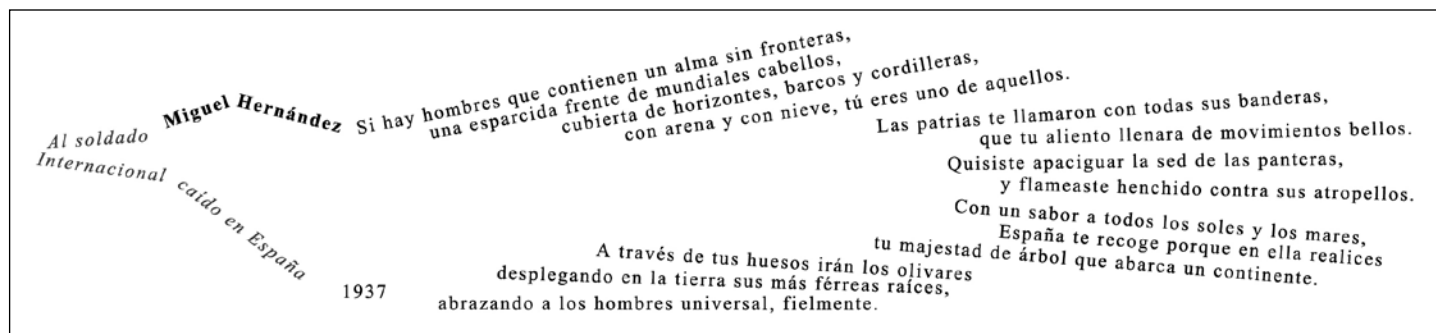 Al soldado
Internacional caído en España
Miguel Hernández
Si hay hombres que contienen un alma sin fronteras,
una esparcida frente de mundiales cabellos,
cubierta de horizontes, barcos y cordilleras,
con arena y con nieve, tú eres uno de aquellos.
Las patrias te llamaron con todas sus banderas,
que tu aliento llenara de movimientos bellos.
Quisiste apaciguar la sed de las panteras,
y flameaste henchido contra sus atropellos.
Con un sabor a todos los soles y los mares,
España te recoge porque en ella realices
tu majestad de árbol que abarca un continente.
A través de tus huesos irán los olivares
desplegando en la tierra sus más férreas raíces,
abrazando a los hombres universal, fielmente.
1937